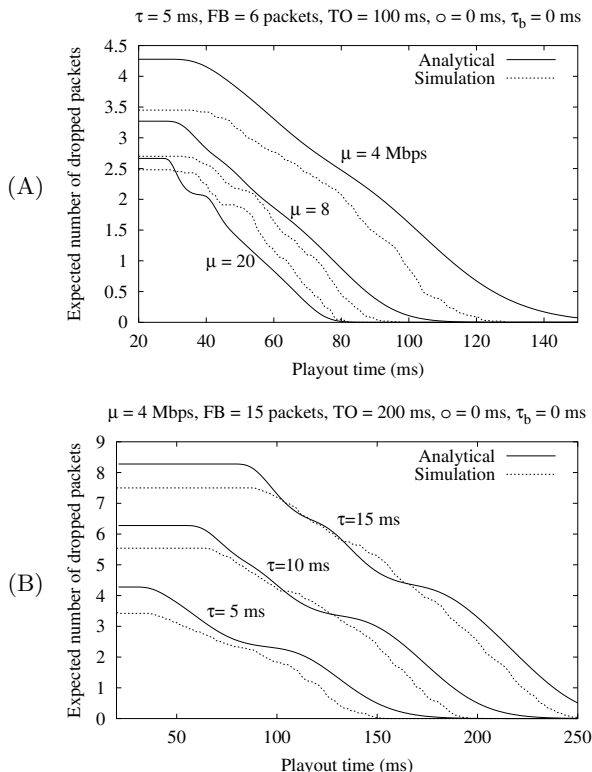 τ = 5 ms, FB = 6 packets, TO = 100 ms, o = 0 ms, τb = 0 ms
(A)
Expected number of dropped packets
4.5
4
3.5
3
2.5
2
1.5
1
0.5
0
Analytical
Simulation
μ = 4 Mbps
μ = 8
μ = 20
20 40 60 80 100 120 140
Playout time (ms)
μ = 4 Mbps, FB = 15 packets, TO = 200 ms, o = 0 ms, τb = 0 ms
(B)
Expected number of dropped packets
9
8
7
6
5
4
3
2
1
0
Analytical
Simulation
τ=15 ms
τ=10 ms
τ= 5 ms
50 100 150 200 250
Playout time (ms)